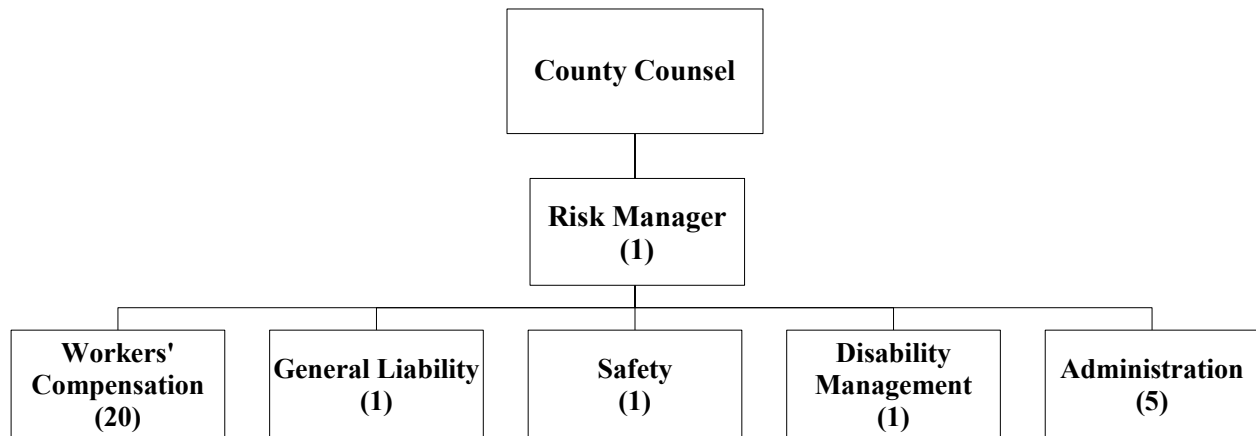 County Counsel
Risk Manager
(1)
Workers'
Compensation
(20)
General Liability
(1)
Safety
(1)
Disability
Management
(1)
Administration
(5)